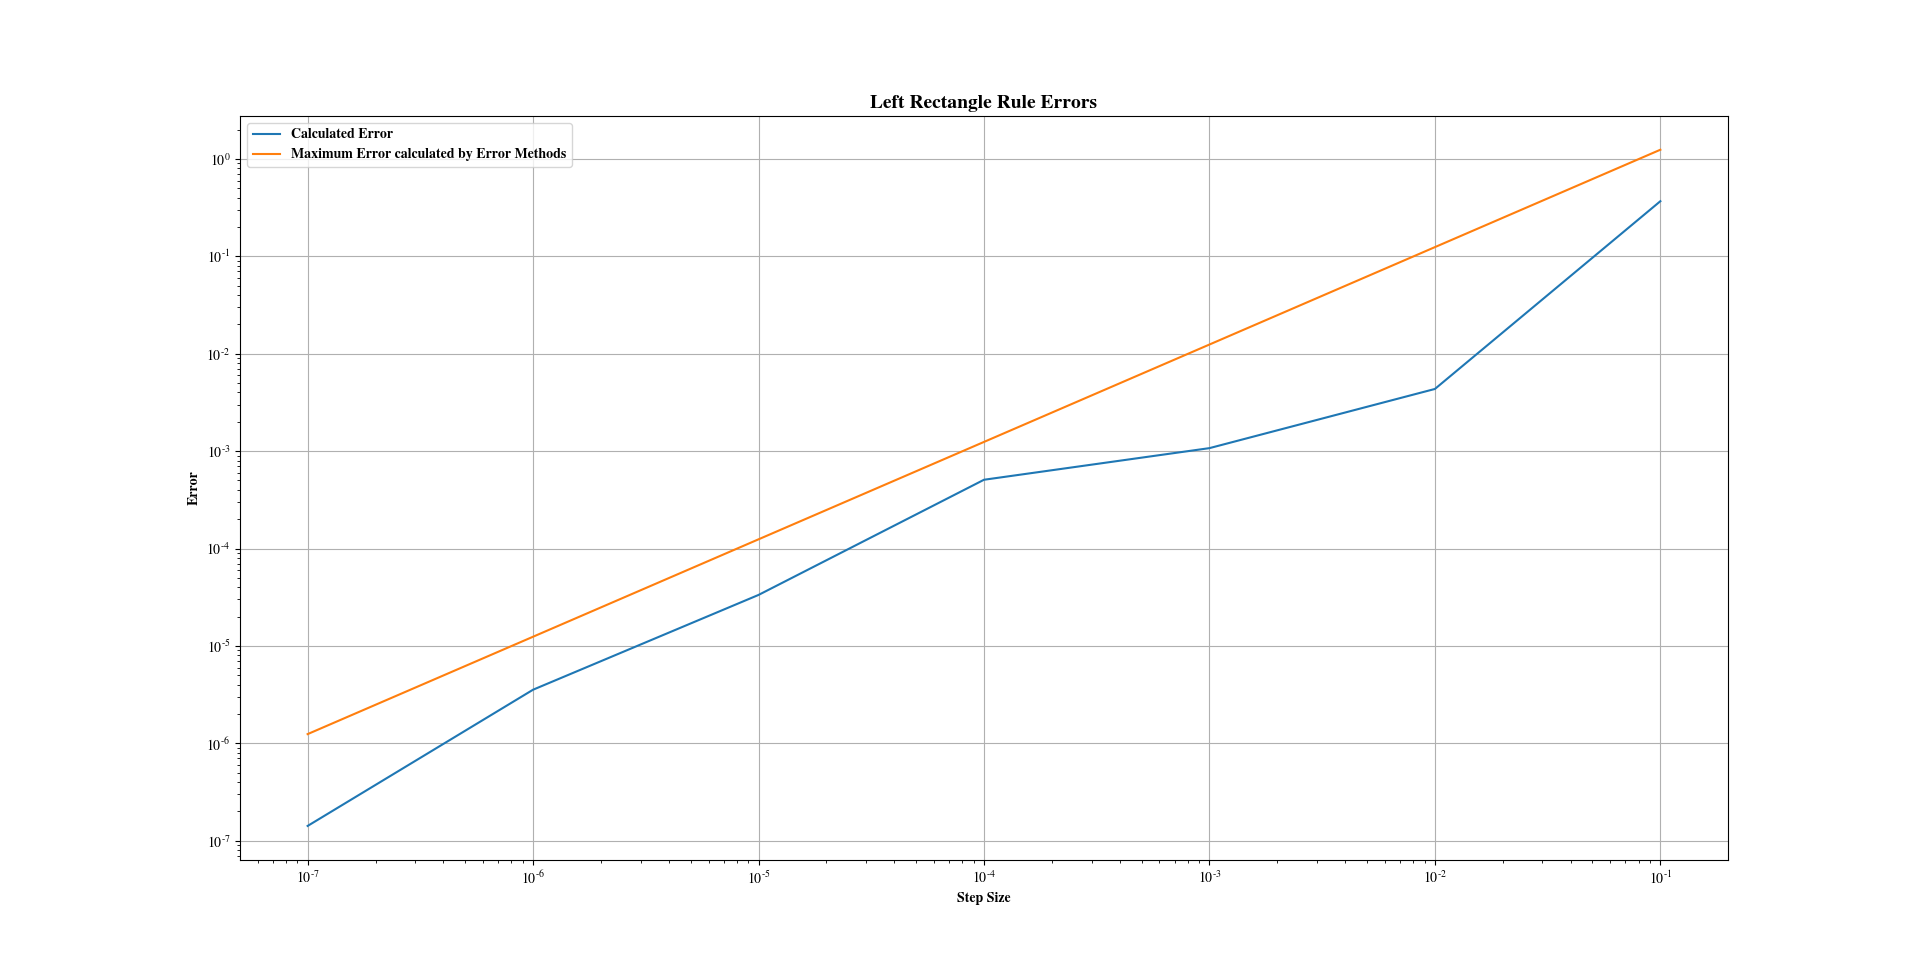 Left Rectangle Rule Errors
Calculated Error
Maximum Error calculated by Error Methods
10⁰
10⁻¹
10⁻²
10⁻³
10⁻⁴
10⁻⁵
10⁻⁶
10⁻⁷
Error
10⁻⁷ 10⁻⁶ 10⁻⁵ 10⁻⁴ 10⁻³ 10⁻² 10⁻¹
Step Size